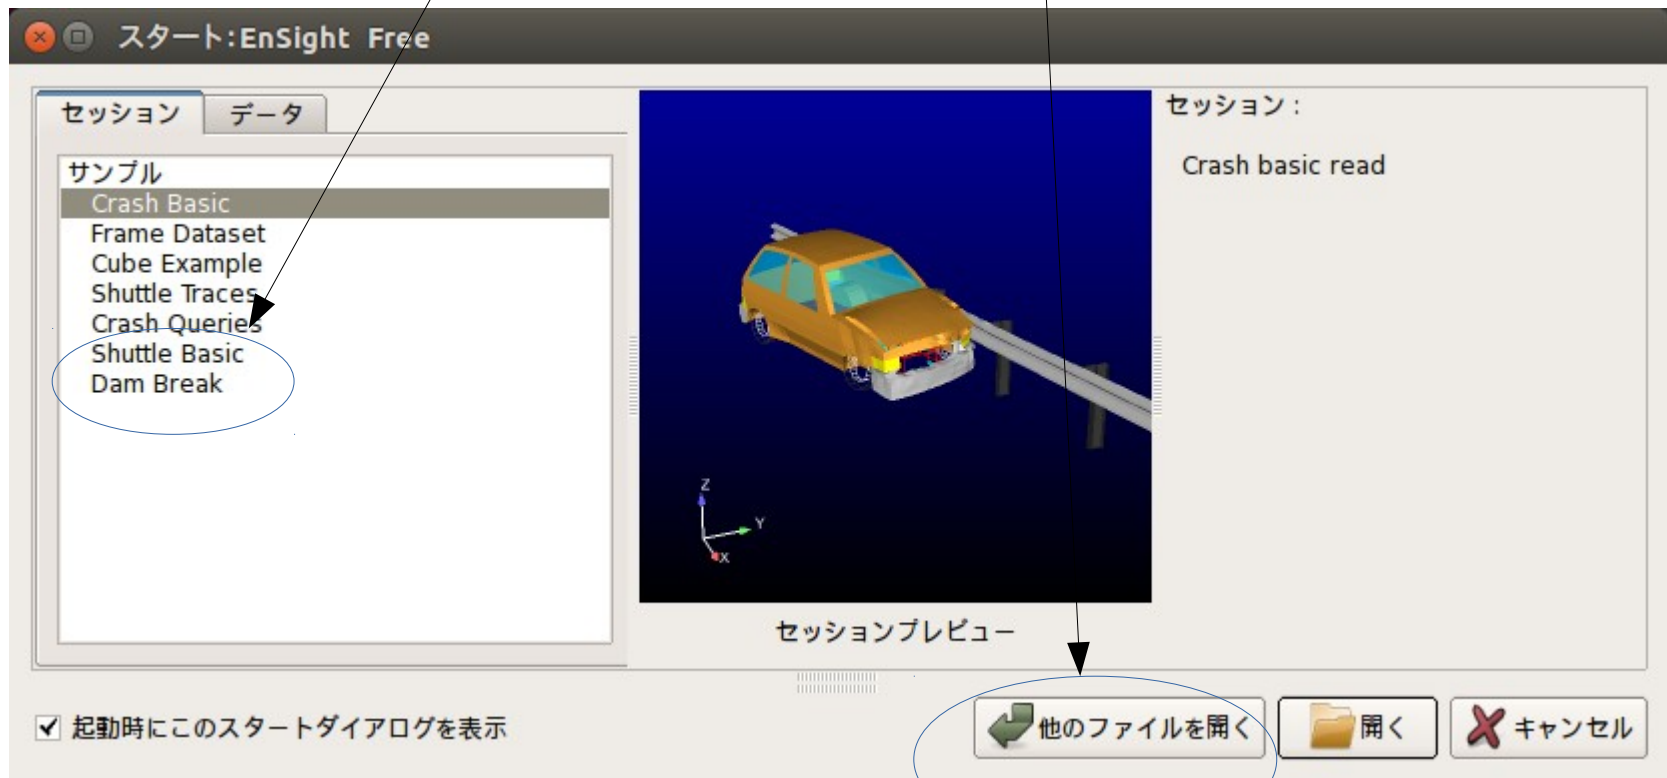 スタート:EnSight Free
セッション
データ
サンプル
Crash Basic
Frame Dataset
Cube Example
Shuttle Traces
Crash Queries
Shuttle Basic
Dam Break
Z
Y
X
セッションプレビュー
セッション :
Crash basic read
起動時にこのスタートダイアログを表示
他のファイルを開く
開く
キャンセル